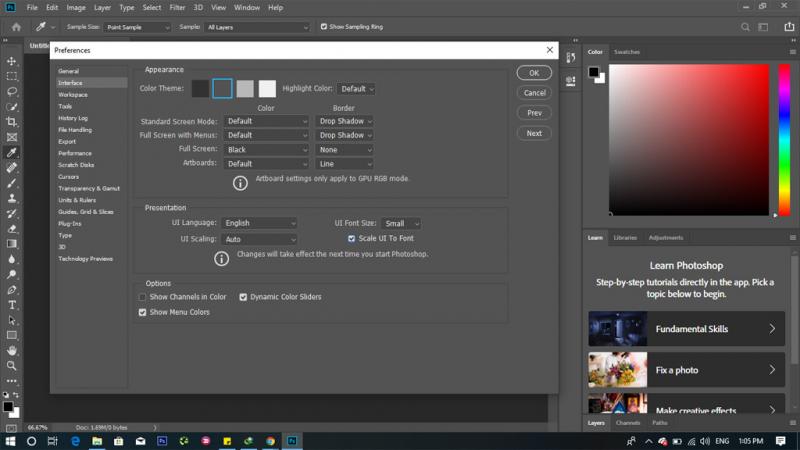 Ps File Edit Image Layer Type Select Filter 3D View Window Help
Sample Size: Point Sample Sample: All Layers Show Sampling Ring
Preferences
General
Interface
Workspace
Tools
History Log
File Handling
Export
Performance
Scratch Disks
Cursors
Transparency & Gamut
Units & Rulers
Guides, Grid & Slices
Plug-Ins
Type
3D
Technology Previews
Appearance
Color Theme: Highlight Color: Default
Color Border
Standard Screen Mode: Default Drop Shadow
Full Screen with Menus: Default Drop Shadow
Full Screen: Black None
Artboards: Default Line
Artboard settings only apply to GPU RGB mode.
Presentation
UI Language: English UI Font Size: Small
UI Scaling: Auto Scale UI To Font
Changes will take effect the next time you start Photoshop.
Options
Show Channels in Color Dynamic Color Sliders
Show Menu Colors
OK
Cancel
Prev
Next
Color Swatches
Learn Libraries Adjustments
Learn Photoshop
Step-by-step tutorials directly in the app. Pick a
topic below to begin.
Fundamental Skills
Fix a photo
Make creative effects
Layers Channels Paths
66.67% Doc: 1.89M/0 bytes
Ps Ps ENG 1:05 PM